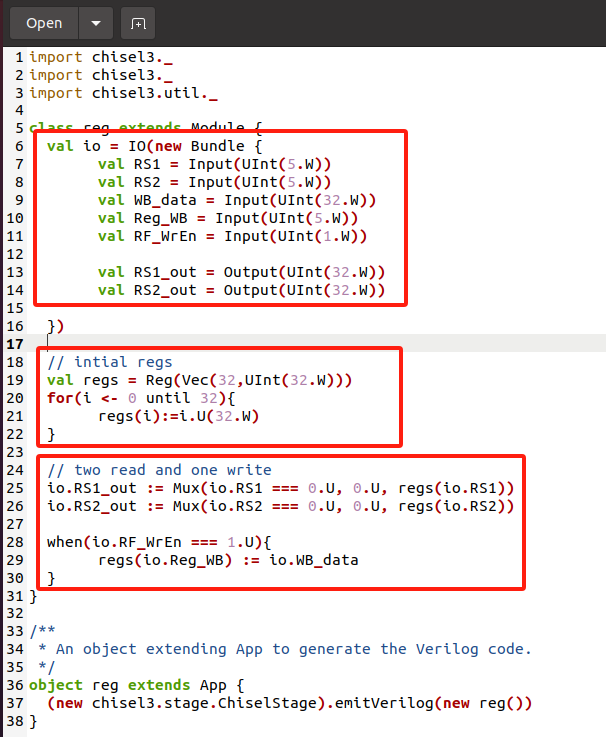 Open
1 import chisel3._
2 import chisel3._
3 import chisel3.util._
4
5 class reg extends Module {
6   val io = IO(new Bundle {
7         val RS1 = Input(UInt(5.W))
8         val RS2 = Input(UInt(5.W))
9         val WB_data = Input(UInt(32.W))
10         val Reg_WB = Input(UInt(5.W))
11         val RF_WrEn = Input(UInt(1.W))
12
13         val RS1_out = Output(UInt(32.W))
14         val RS2_out = Output(UInt(32.W))
15
16   })
17
18   // intial regs
19   val regs = Reg(Vec(32,UInt(32.W)))
20   for(i <- 0 until 32){
21         regs(i):=i.U(32.W)
22   }
23
24   // two read and one write
25   io.RS1_out := Mux(io.RS1 === 0.U, 0.U, regs(io.RS1))
26   io.RS2_out := Mux(io.RS2 === 0.U, 0.U, regs(io.RS2))
27
28   when(io.RF_WrEn === 1.U){
29         regs(io.Reg_WB) := io.WB_data
30   }
31 }
32
33 /**
34  * An object extending App to generate the Verilog code.
35  */
36 object reg extends App {
37   (new chisel3.stage.ChiselStage).emitVerilog(new reg())
38 }